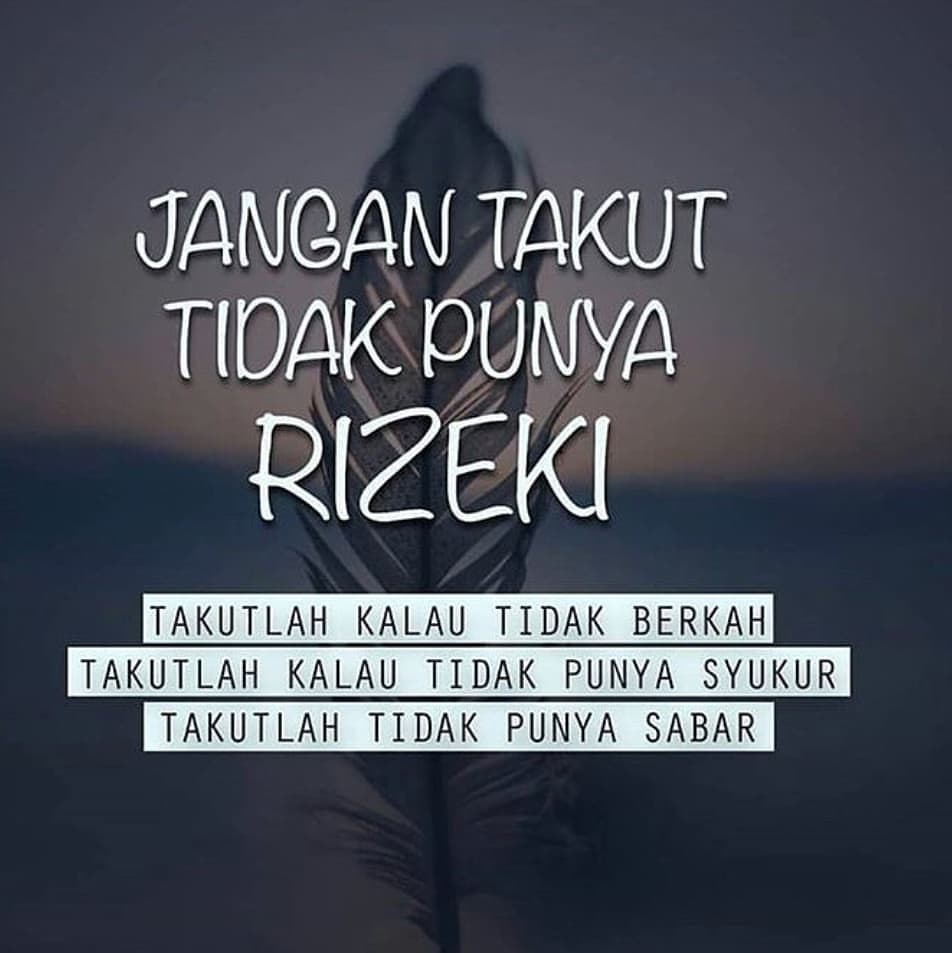 JANGAN TAKUT
TIDAK PUNYA
RIZEKI
TAKUTLAH KALAU TIDAK BERKAH
TAKUTLAH KALAU TIDAK PUNYA SYUKUR
TAKUTLAH TIDAK PUNYA SABAR